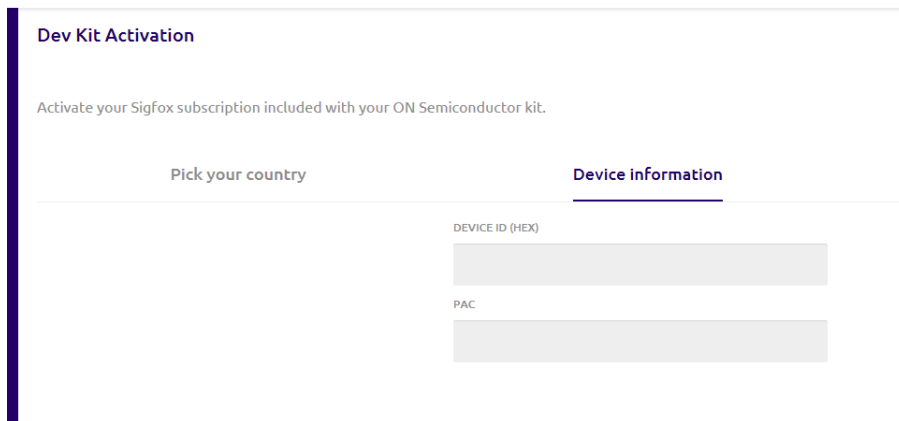 Dev Kit Activation
Activate your Sigfox subscription included with your ON Semiconductor kit.
Pick your country
Device information
DEVICE ID (HEX)
PAC